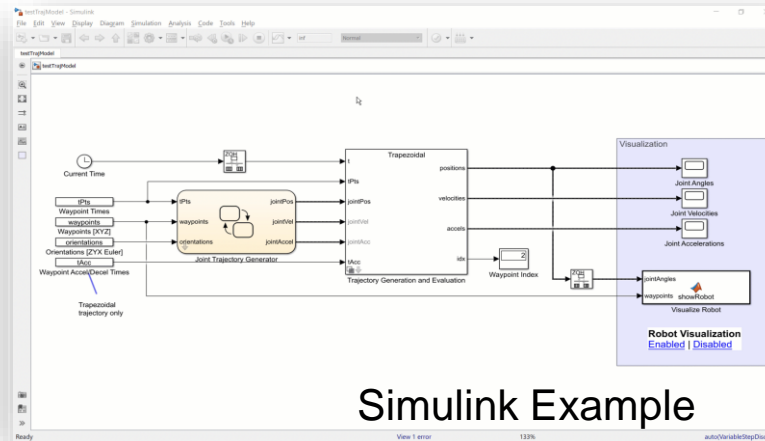 testTrajModel - Simulink
File Edit View Display Diagram Simulation Analysis Code Tools Help
inf Normal
testTrajModel
testTrajModel
Visualization
Current Time
ZOH
Trapezoidal
t
tPts
jointPos
jointVel
jointAcc
tAcc
positions
velocities
accels
idx
Trajectory Generation and Evaluation
tPts
Waypoint Times
waypoints
Waypoints [XYZ]
orientations
Orientations [ZYX Euler]
tAcc
Waypoint Accel/Decel Times
Trapezoidal
trajectory only
tPts
waypoints
orientations
jointPos
jointVel
jointAccel
Joint Trajectory Generator
Joint Angles
Joint Velocities
Joint Accelerations
2
Waypoint Index
ZOH
jointAngles
waypoints showRobot
Visualize Robot
Robot Visualization
Enabled | Disabled
Simulink Example
Ready View 1 error 133%